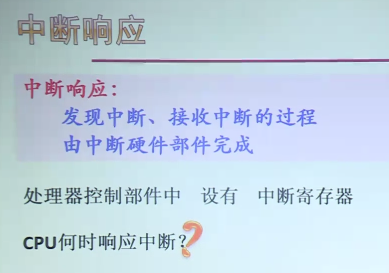 中断响应
中断响应：
发现中断、接收中断的过程
由中断硬件部件完成
处理器控制部件中 设有 中断寄存器
CPU何时响应中断？